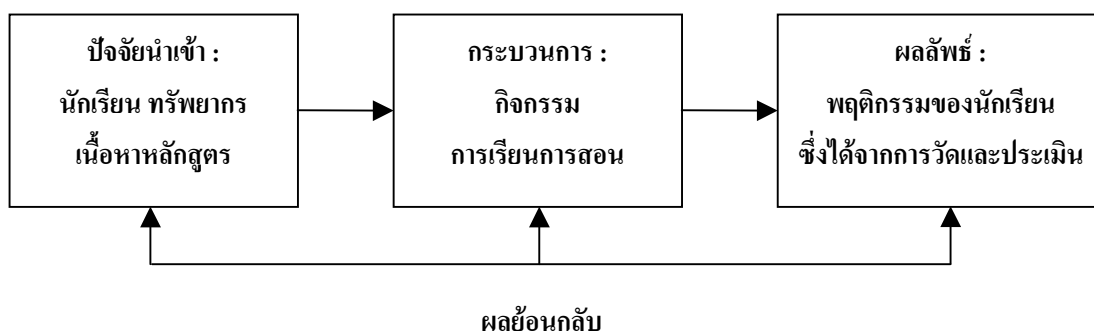 ปัจจัยนำเข้า :
นักเรียน ทรัพยากร
เนื้อหาหลักสูตร
กระบวนการ :
กิจกรรม
การเรียนการสอน
ผลลัพธ์ :
พฤติกรรมของนักเรียน
ซึ่งได้จากการวัดและประเมิน
ผลย้อนกลับ